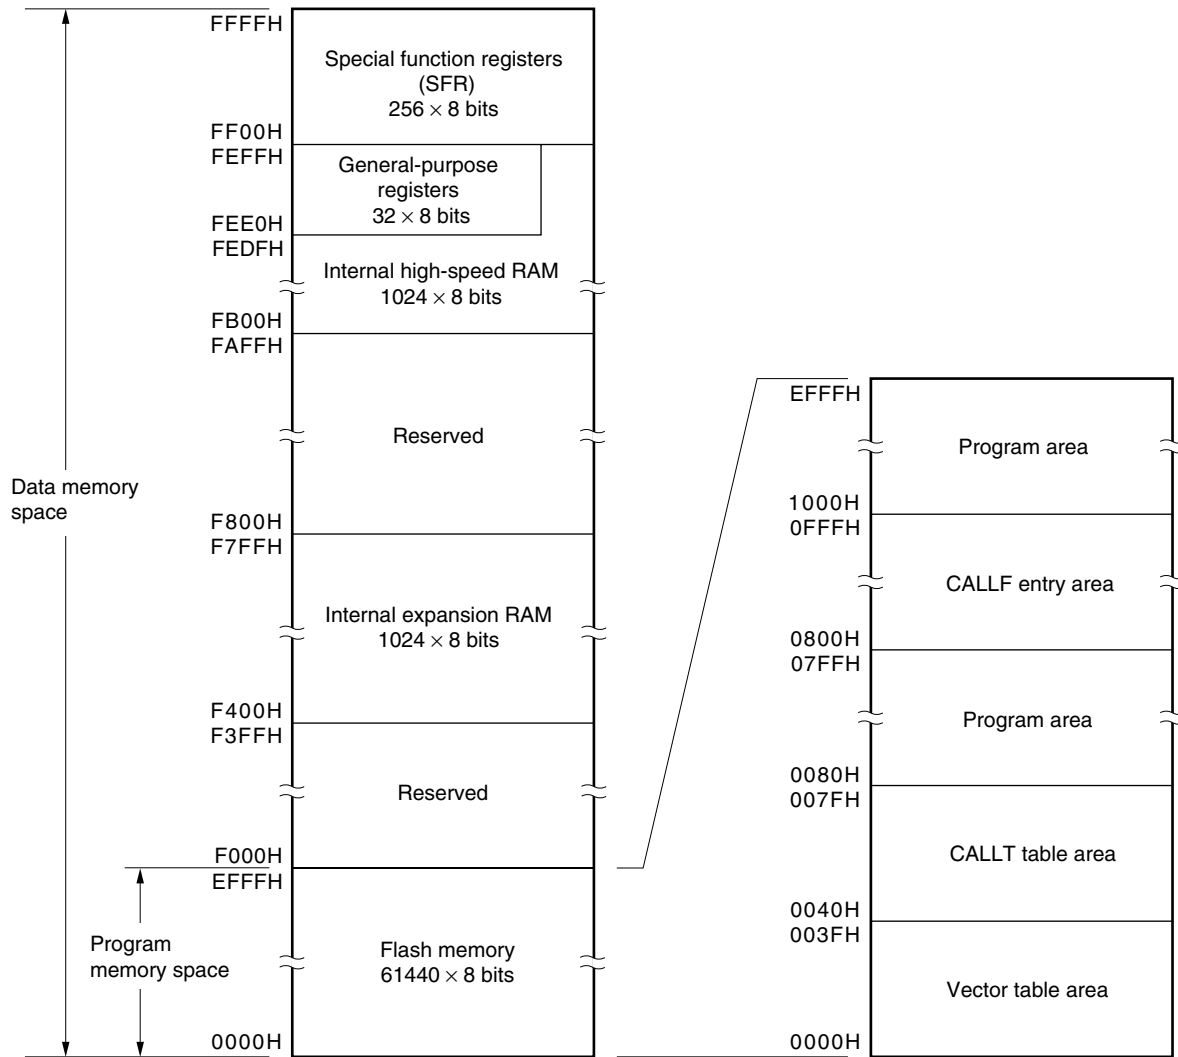 FFFFH
Special function registers
(SFR)
256 × 8 bits
FF00H
FEFFH
General-purpose
registers
32 × 8 bits
FEE0H
FEDFH
Internal high-speed RAM
1024 × 8 bits
FB00H
FAFFH
Reserved
Data memory
space
F800H
F7FFH
Internal expansion RAM
1024 × 8 bits
F400H
F3FFH
Reserved
F000H
EFFFH
Program
memory space
Flash memory
61440 × 8 bits
0000H
EFFFH
Program area
1000H
0FFFH
CALLF entry area
0800H
07FFH
Program area
0080H
007FH
CALLT table area
0040H
003FH
Vector table area
0000H